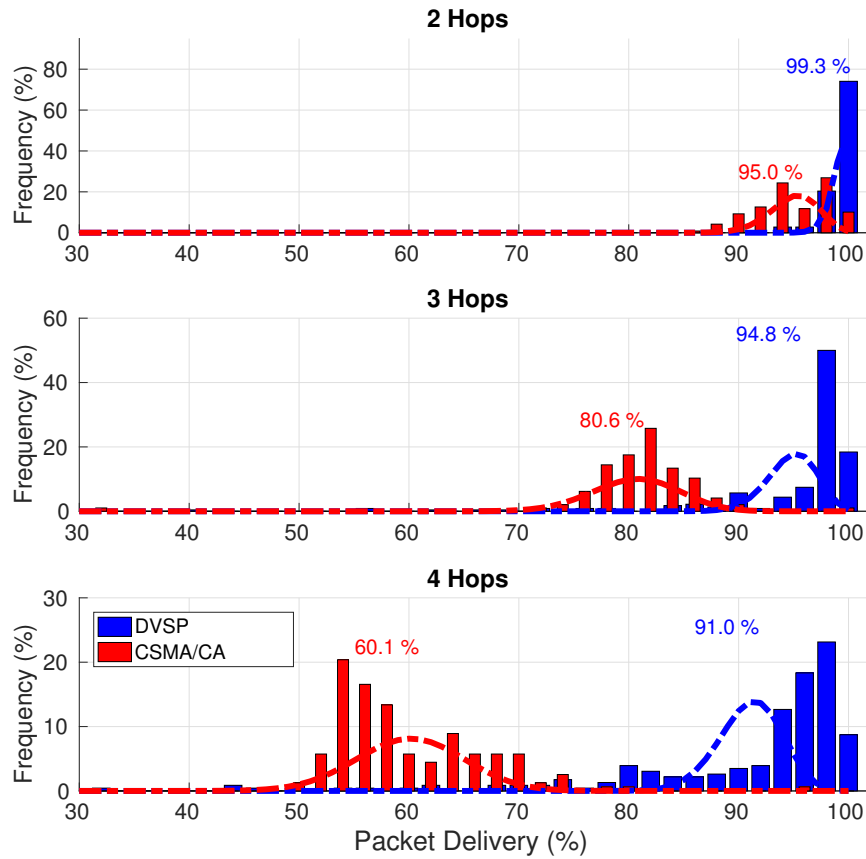 2 Hops
Frequency (%)
80
60
40
20
0
99.3 %
95.0 %
30 40 50 60 70 80 90 100
3 Hops
Frequency (%)
60
40
20
0
94.8 %
80.6 %
30 40 50 60 70 80 90 100
4 Hops
Frequency (%)
30
20
10
0
DVSP
CSMA/CA
60.1 %
91.0 %
30 40 50 60 70 80 90 100
Packet Delivery (%)